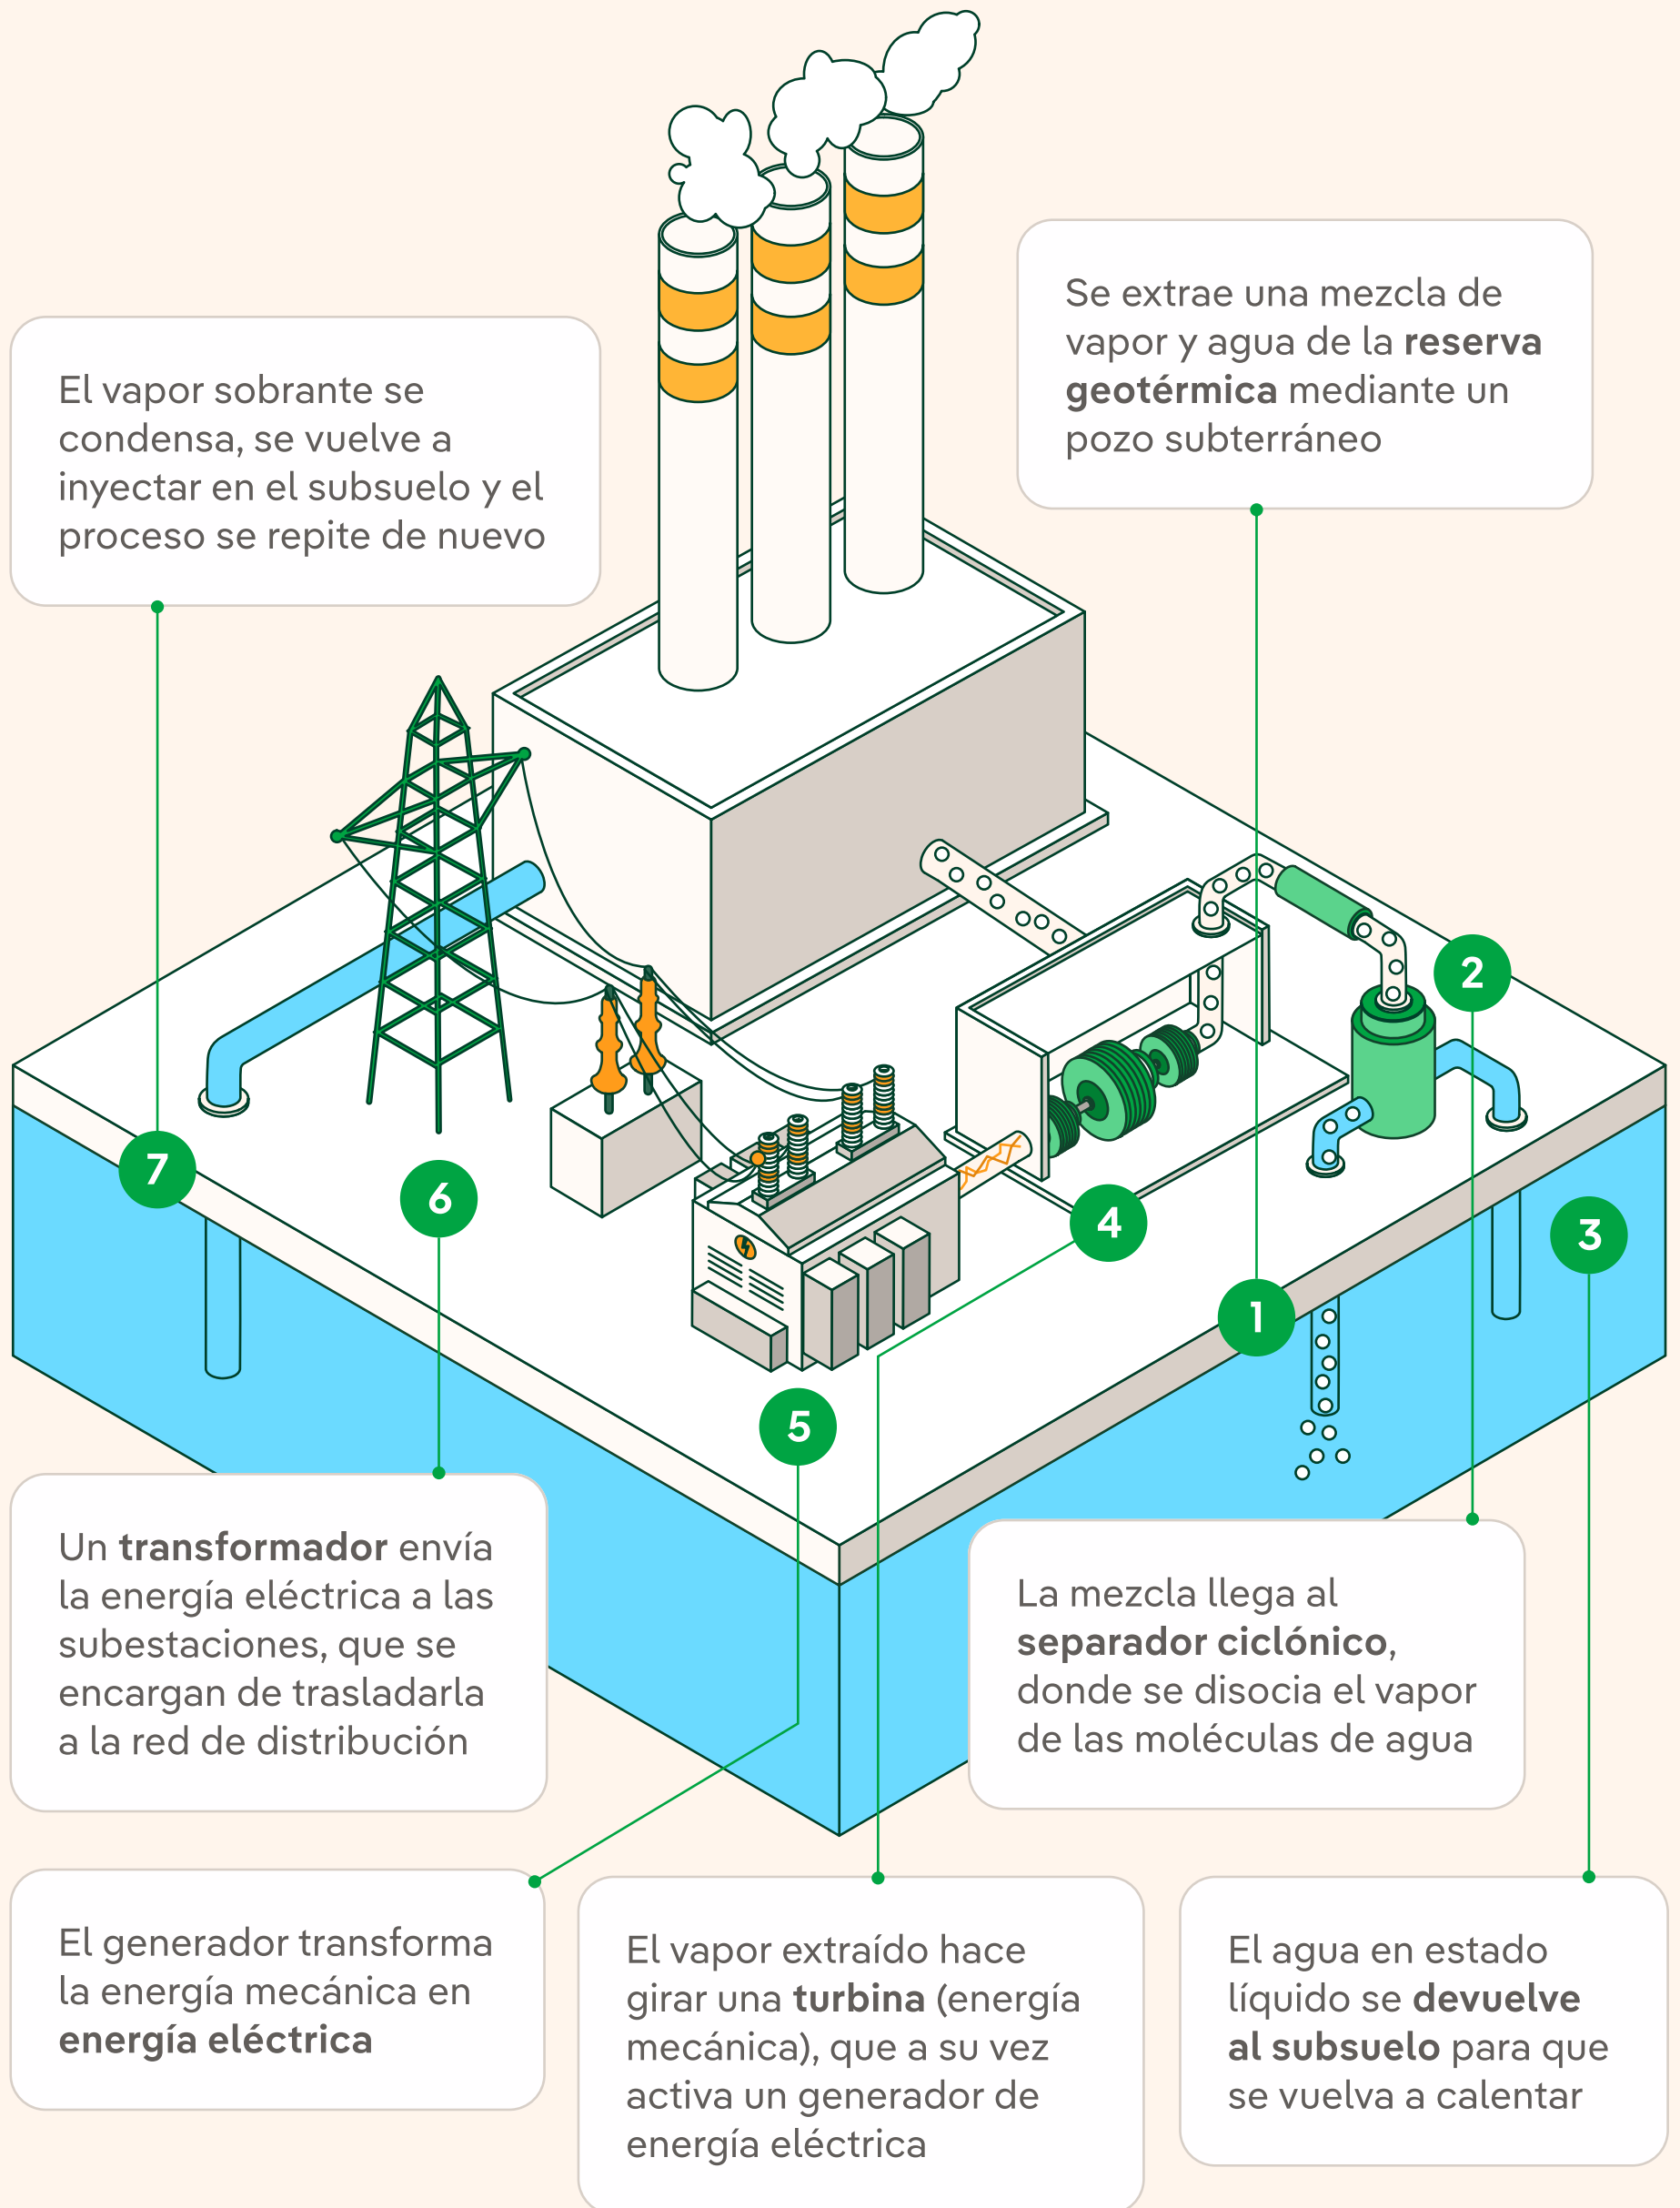 El vapor sobrante se
condensa, se vuelve a
inyectar en el subsuelo y el
proceso se repite de nuevo
Se extrae una mezcla de
vapor y agua de la reserva
geotérmica mediante un
pozo subterráneo
2
7
6
4
3
1
5
Un transformador envía
la energía eléctrica a las
subestaciones, que se
encargan de trasladarla
a la red de distribución
La mezcla llega al
separador ciclónico,
donde se disocia el vapor
de las moléculas de agua
El generador transforma
la energía mecánica en
energía eléctrica
El vapor extraído hace
girar una turbina (energía
mecánica), que a su vez
activa un generador de
energía eléctrica
El agua en estado
líquido se devuelve
al subsuelo para que
se vuelva a calentar